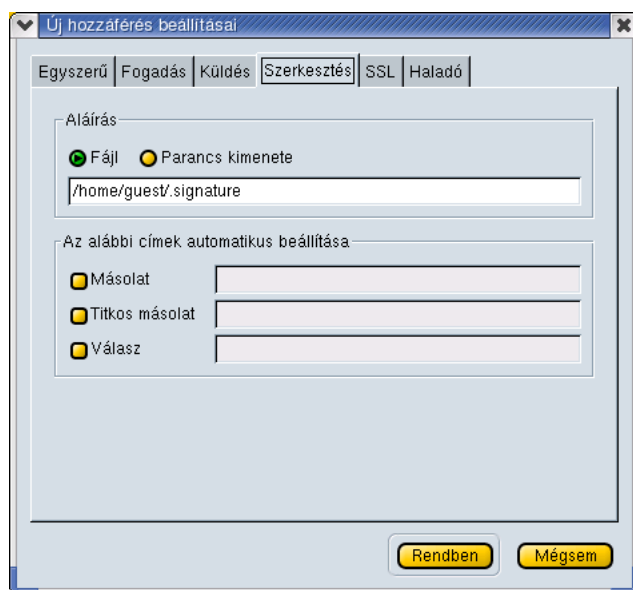 Új hozzáférés beállításai
Egyszerű Fogadás Küldés Szerkesztés SSL Haladó
Aláírás
Fájl Parancs kimenete
/home/guest/.signature
Az alábbi címek automatikus beállítása
Másolat
Titkos másolat
Válasz
Rendben Mégsem